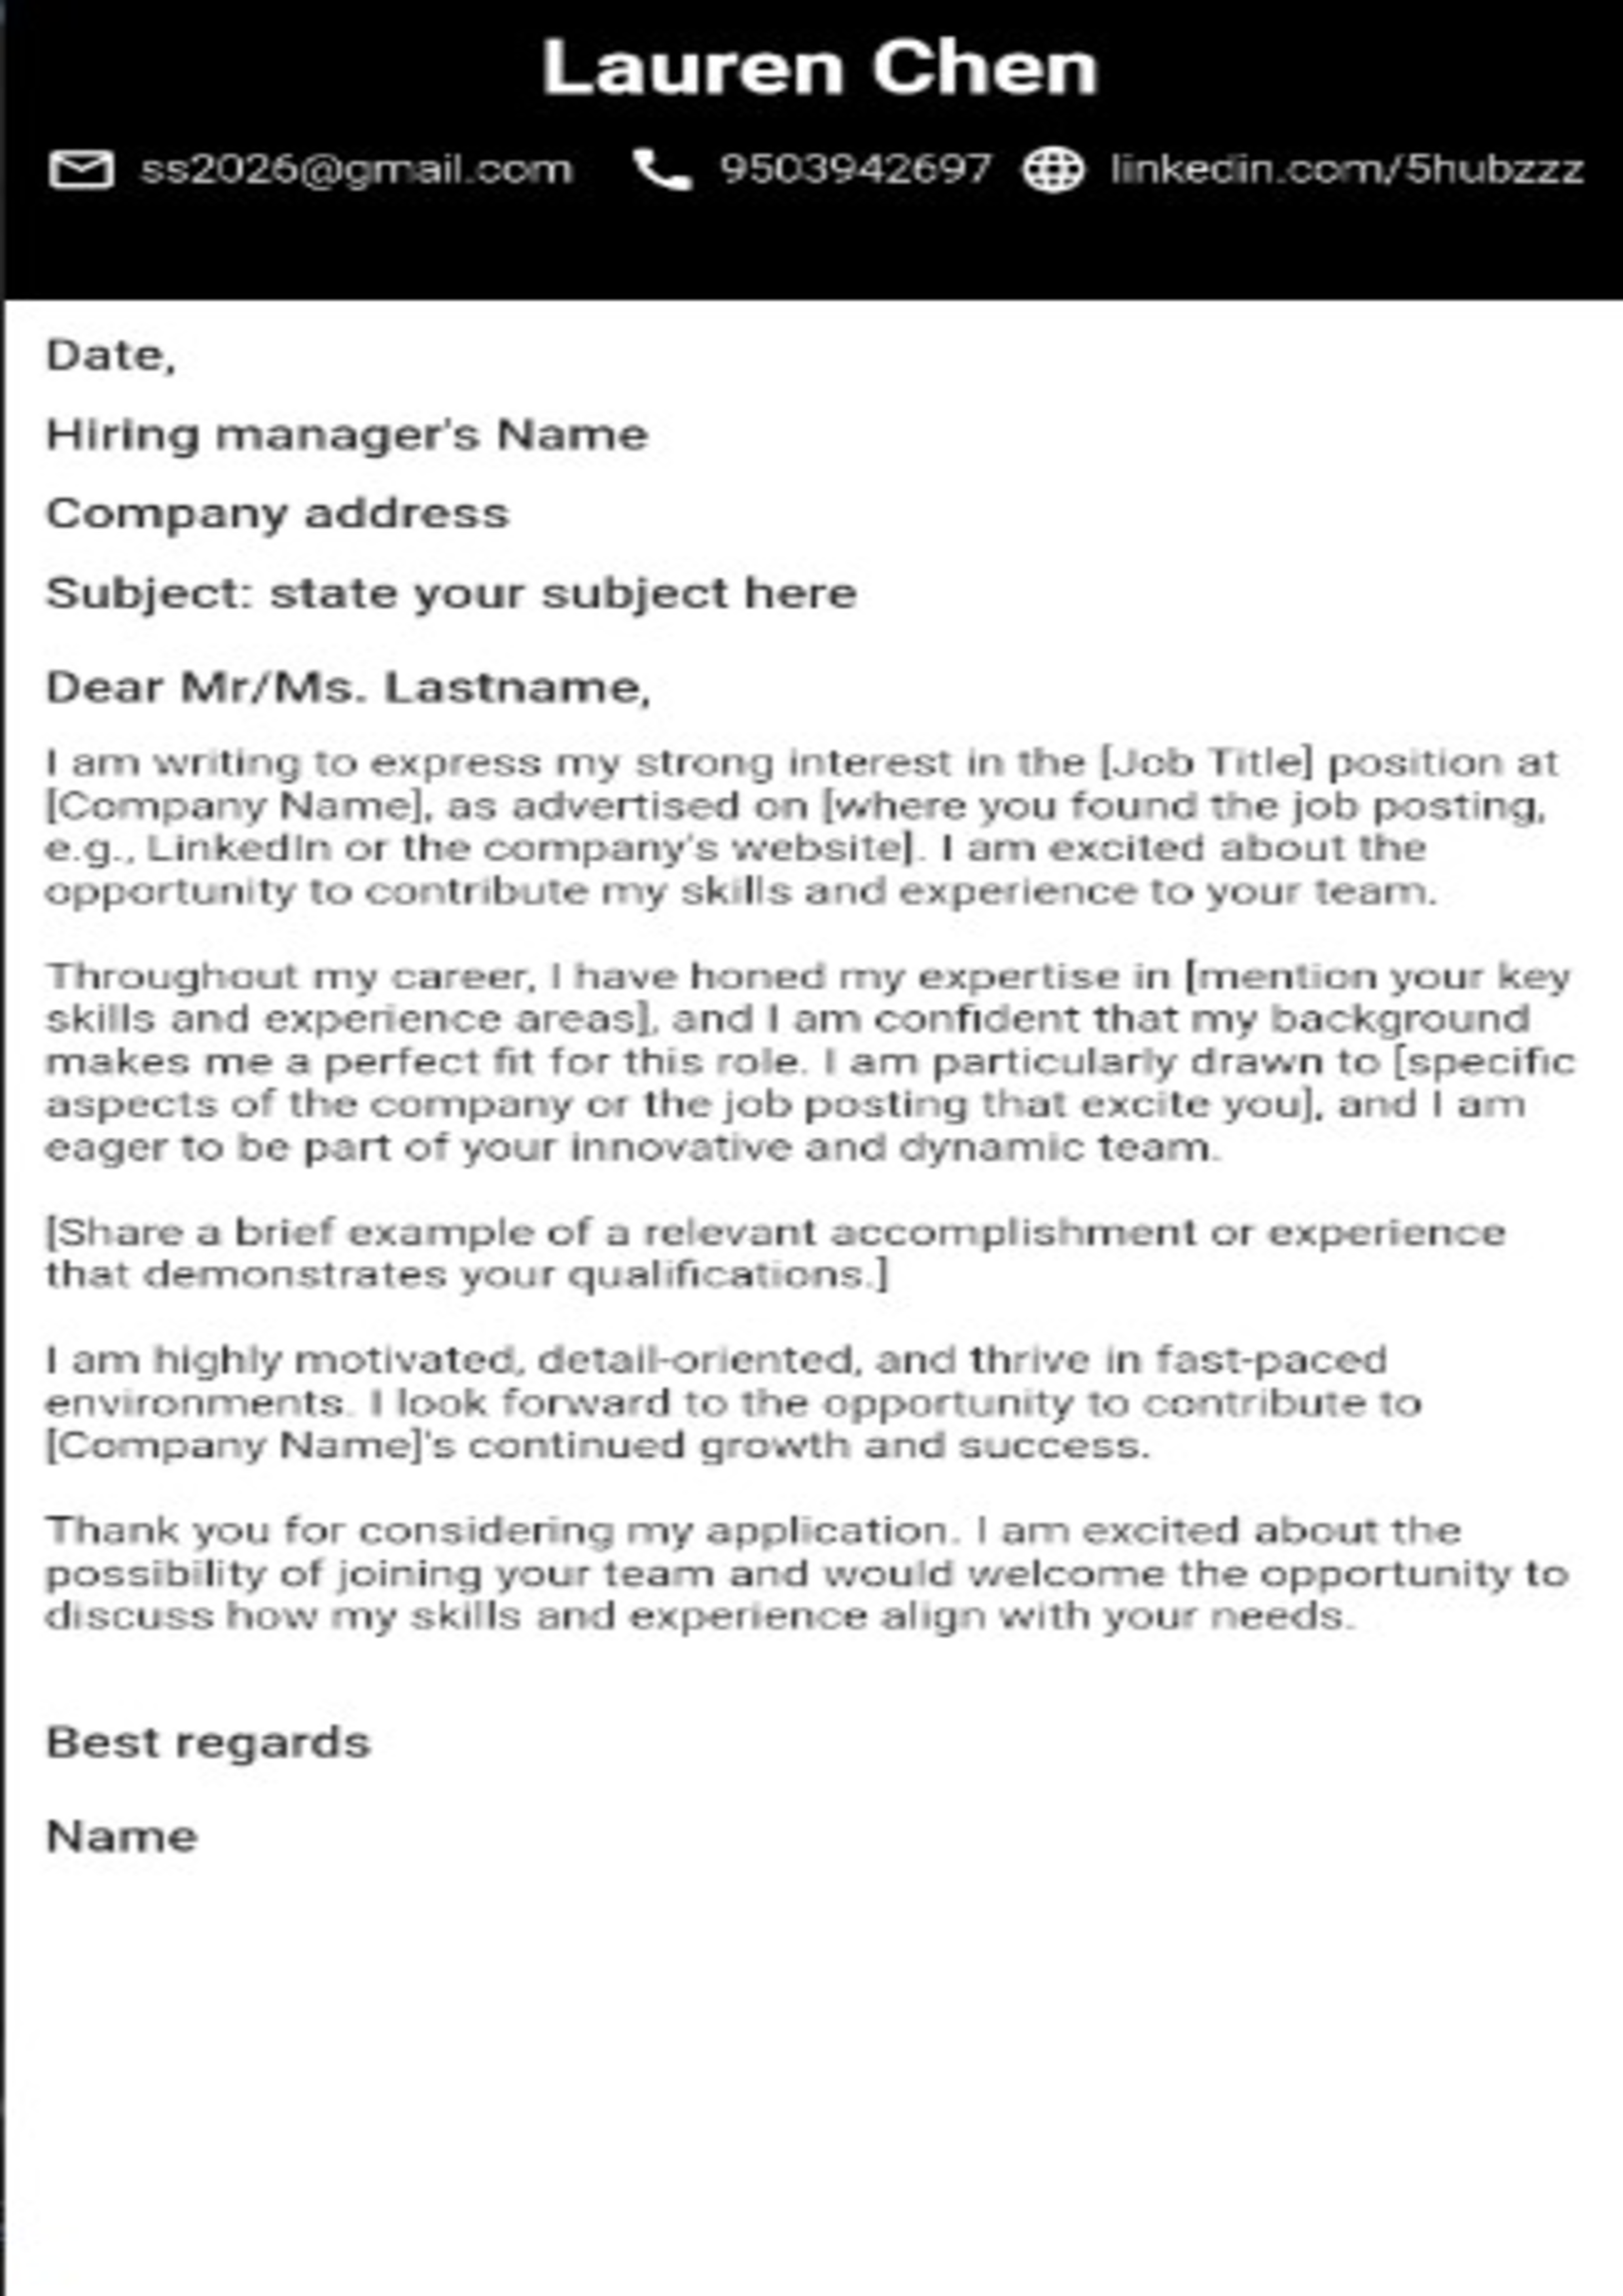 Lauren Chen
ss2026@gmail.com 9503942697 linkedin.com/5hubzzz
Date,
Hiring manager's Name
Company address
Subject: state your subject here
Dear Mr/Ms. Lastname,
I am writing to express my strong interest in the [Job Title] position at
[Company Name], as advertised on [where you found the job posting,
e.g., LinkedIn or the company's website]. I am excited about the
opportunity to contribute my skills and experience to your team.
Throughout my career, I have honed my expertise in [mention your key
skills and experience areas], and I am confident that my background
makes me a perfect fit for this role. I am particularly drawn to [specific
aspects of the company or the job posting that excite you], and I am
eager to be part of your innovative and dynamic team.
[Share a brief example of a relevant accomplishment or experience
that demonstrates your qualifications.]
I am highly motivated, detail-oriented, and thrive in fast-paced
environments. I look forward to the opportunity to contribute to
[Company Name]'s continued growth and success.
Thank you for considering my application. I am excited about the
possibility of joining your team and would welcome the opportunity to
discuss how my skills and experience align with your needs.
Best regards
Name